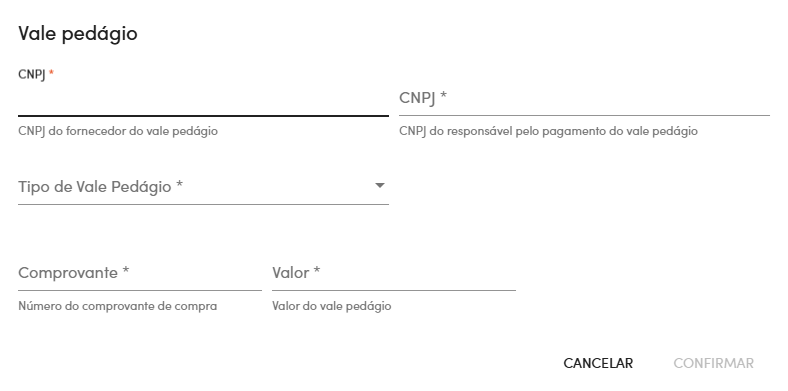 Vale pedágio
CNPJ *
CNPJ *
CNPJ do fornecedor do vale pedágio
CNPJ do responsável pelo pagamento do vale pedágio
Tipo de Vale Pedágio *
Comprovante *
Valor *
Número do comprovante de compra
Valor do vale pedágio
CANCELAR
CONFIRMAR